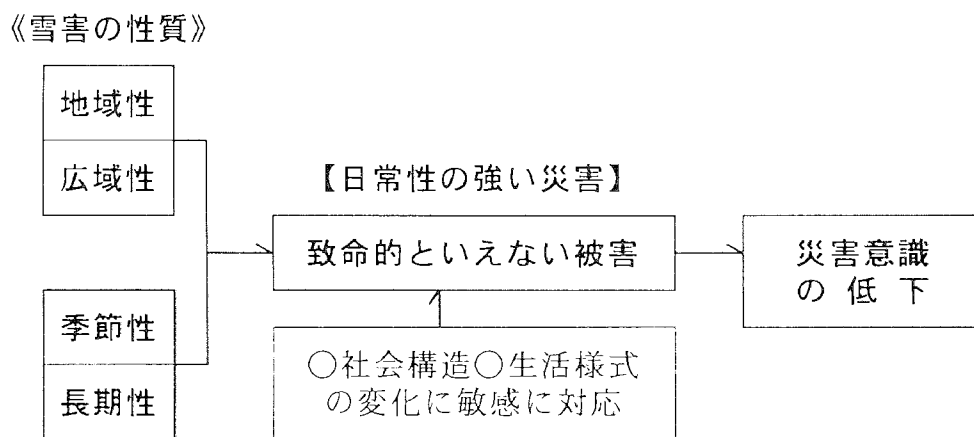 《雪害の性質》
地域性
広域性
季節性
長期性
【日常性の強い災害】
致命的といえない被害
○社会構造○生活様式
の変化に敏感に対応
災害意識
の低下